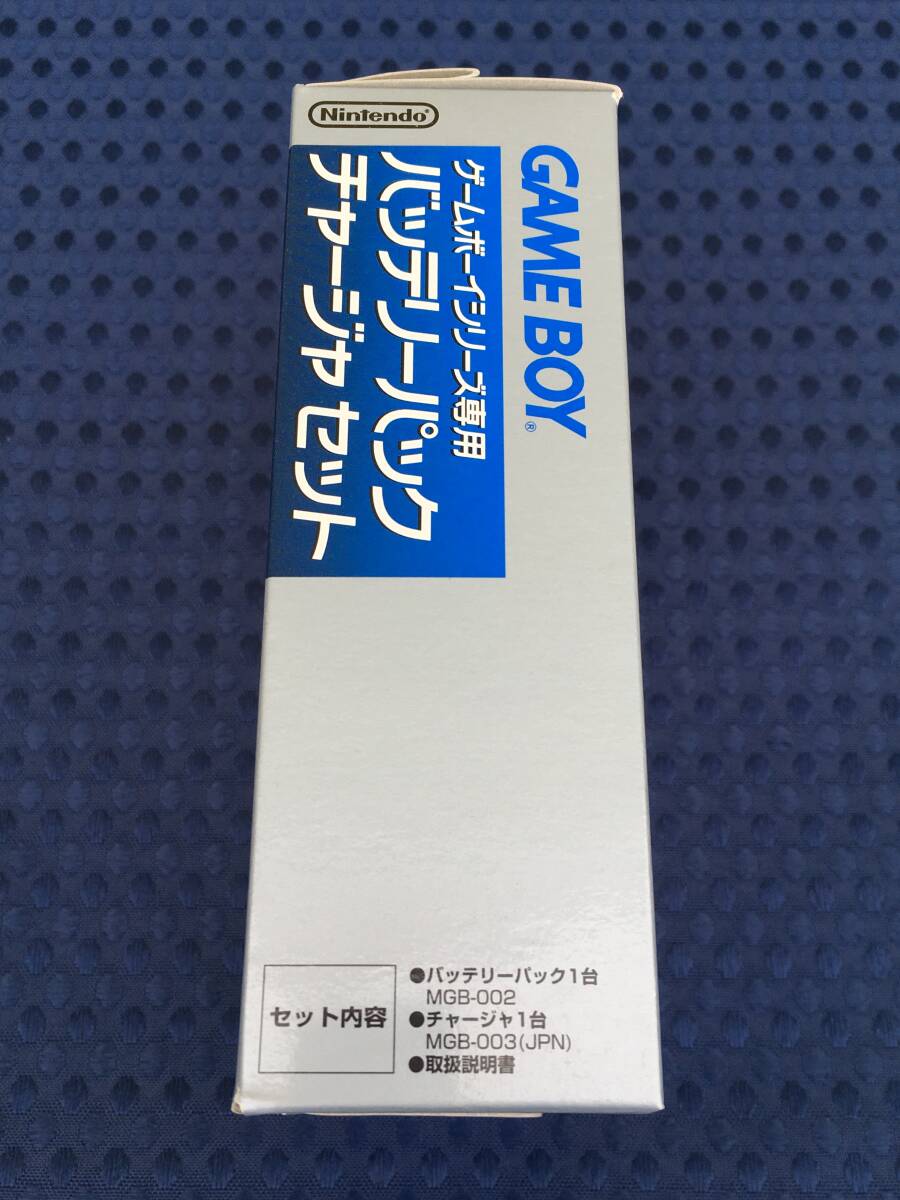 Nintendo®
GAME BOY®
ゲームボーイシリーズ専用
バッテリーパック
チャージャ セット
セット内容
●バッテリーパック1台
MGB-002
●チャージャ1台
MGB-003(JPN)
●取扱説明書